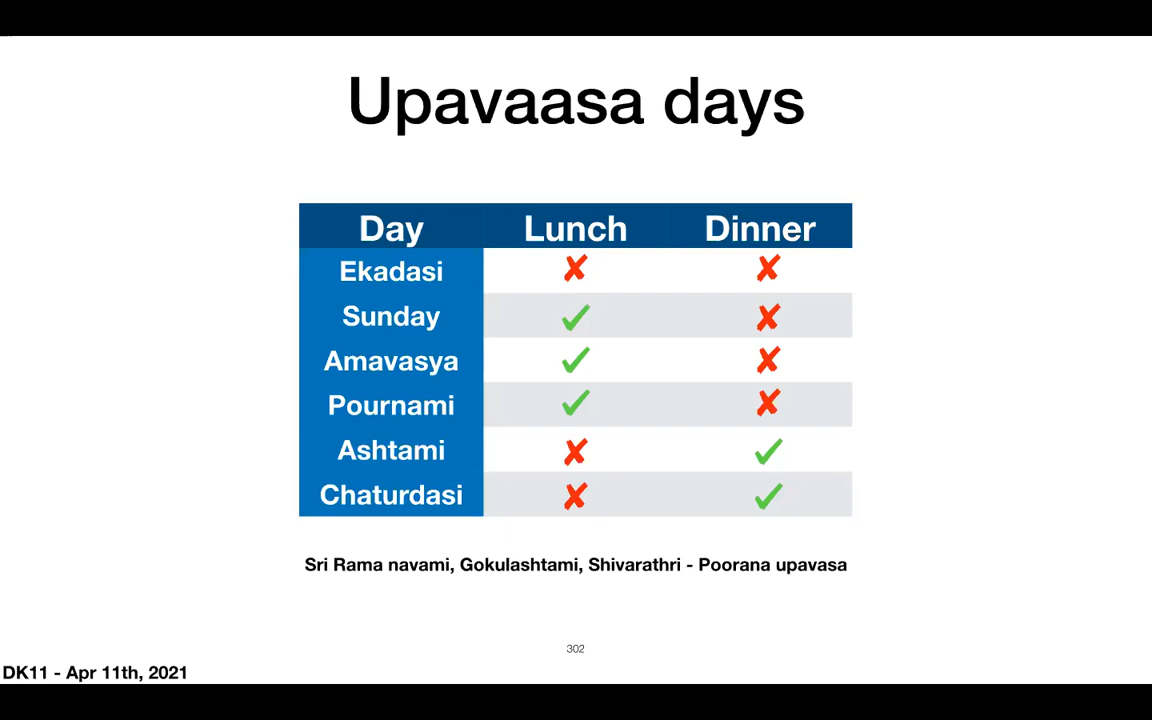 Upavaasa days
Day Lunch Dinner
Ekadasi ✘ ✘
Sunday ✓ ✘
Amavasya ✓ ✘
Pournami ✓ ✘
Ashtami ✘ ✓
Chaturdasi ✘ ✓
Sri Rama navami, Gokulashtami, Shivarathri - Poorana upavasa
302
DK11 - Apr 11th, 2021